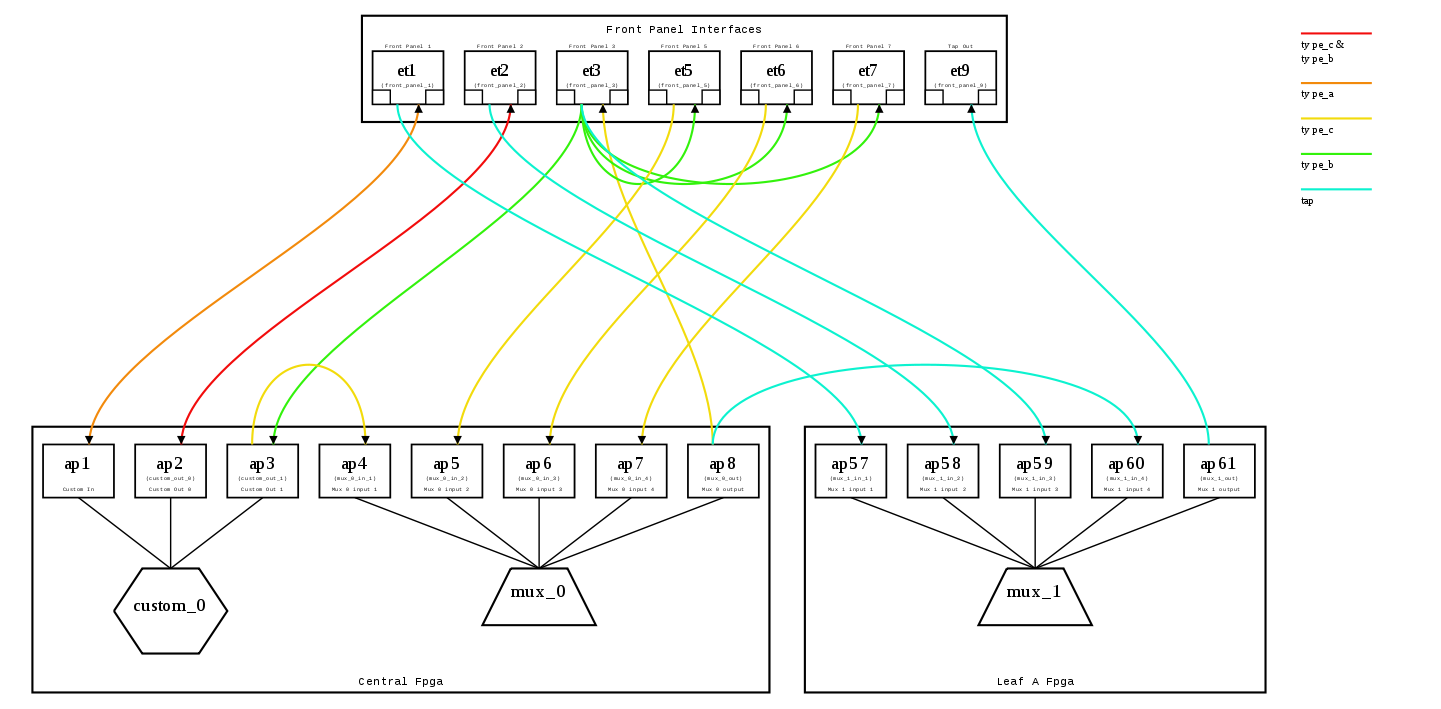 Front Panel Interfaces
Front Panel 1 Front Panel 2 Front Panel 3 Front Panel 5 Front Panel 6 Front Panel 7 Tap Out
et1 et2 et3 et5 et6 et7 et9
(front_panel_1) (front_panel_2) (front_panel_3) (front_panel_5) (front_panel_6) (front_panel_7) (front_panel_9)
type_c &
type_b
type_a
type_c
type_b
tap
ap1 ap2 ap3 ap4 ap5 ap6 ap7 ap8 ap57 ap58 ap59 ap60 ap61
(custom_out_0) (custom_out_1) (mux_0_in_1) (mux_0_in_2) (mux_0_in_3) (mux_0_in_4) (mux_0_out) (mux_1_in_1) (mux_1_in_2) (mux_1_in_3) (mux_1_in_4) (mux_1_out)
Custom In Custom Out 0 Custom Out 1 Mux 0 input 1 Mux 0 input 2 Mux 0 input 3 Mux 0 input 4 Mux 0 output Mux 1 input 1 Mux 1 input 2 Mux 1 input 3 Mux 1 input 4 Mux 1 output
custom_0 mux_0 mux_1
Central Fpga Leaf A Fpga